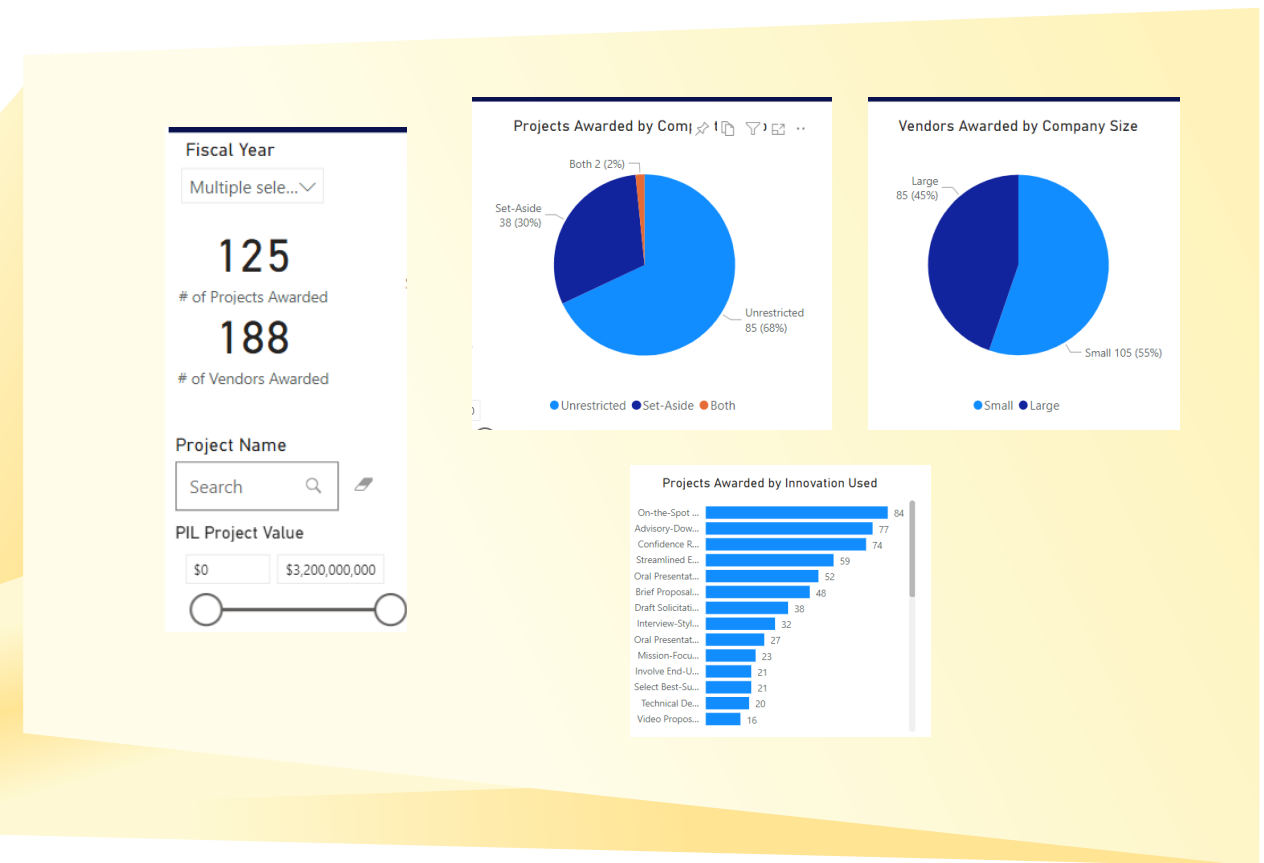 Fiscal Year
Multiple sele...
125
# of Projects Awarded
188
# of Vendors Awarded
Project Name
Search
PIL Project Value
$0 $3,200,000,000
Projects Awarded by Comp
Both 2 (2%)
Set-Aside
38 (30%)
Unrestricted
85 (68%)
Unrestricted Set-Aside Both
Vendors Awarded by Company Size
Large
85 (45%)
Small 105 (55%)
Small Large
Projects Awarded by Innovation Used
On-the-Spot ... 84
Advisory-Dow... 77
Confidence R... 74
Streamlined E... 59
Oral Presentat... 52
Brief Proposal... 48
Draft Solicitati... 38
Interview-Styl... 32
Oral Presentat... 27
Mission-Focu... 23
Involve End-U... 21
Select Best-Su... 21
Technical De... 20
Video Propos... 16